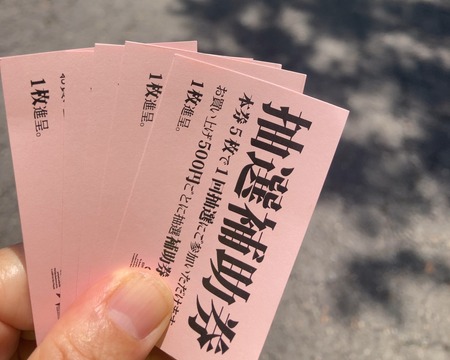 抽選補助券
本券5枚で1回抽選にご参加いただけます
お買い上げ500円ごとに抽選補助券
1枚進呈。
1枚進呈。
1枚進呈。